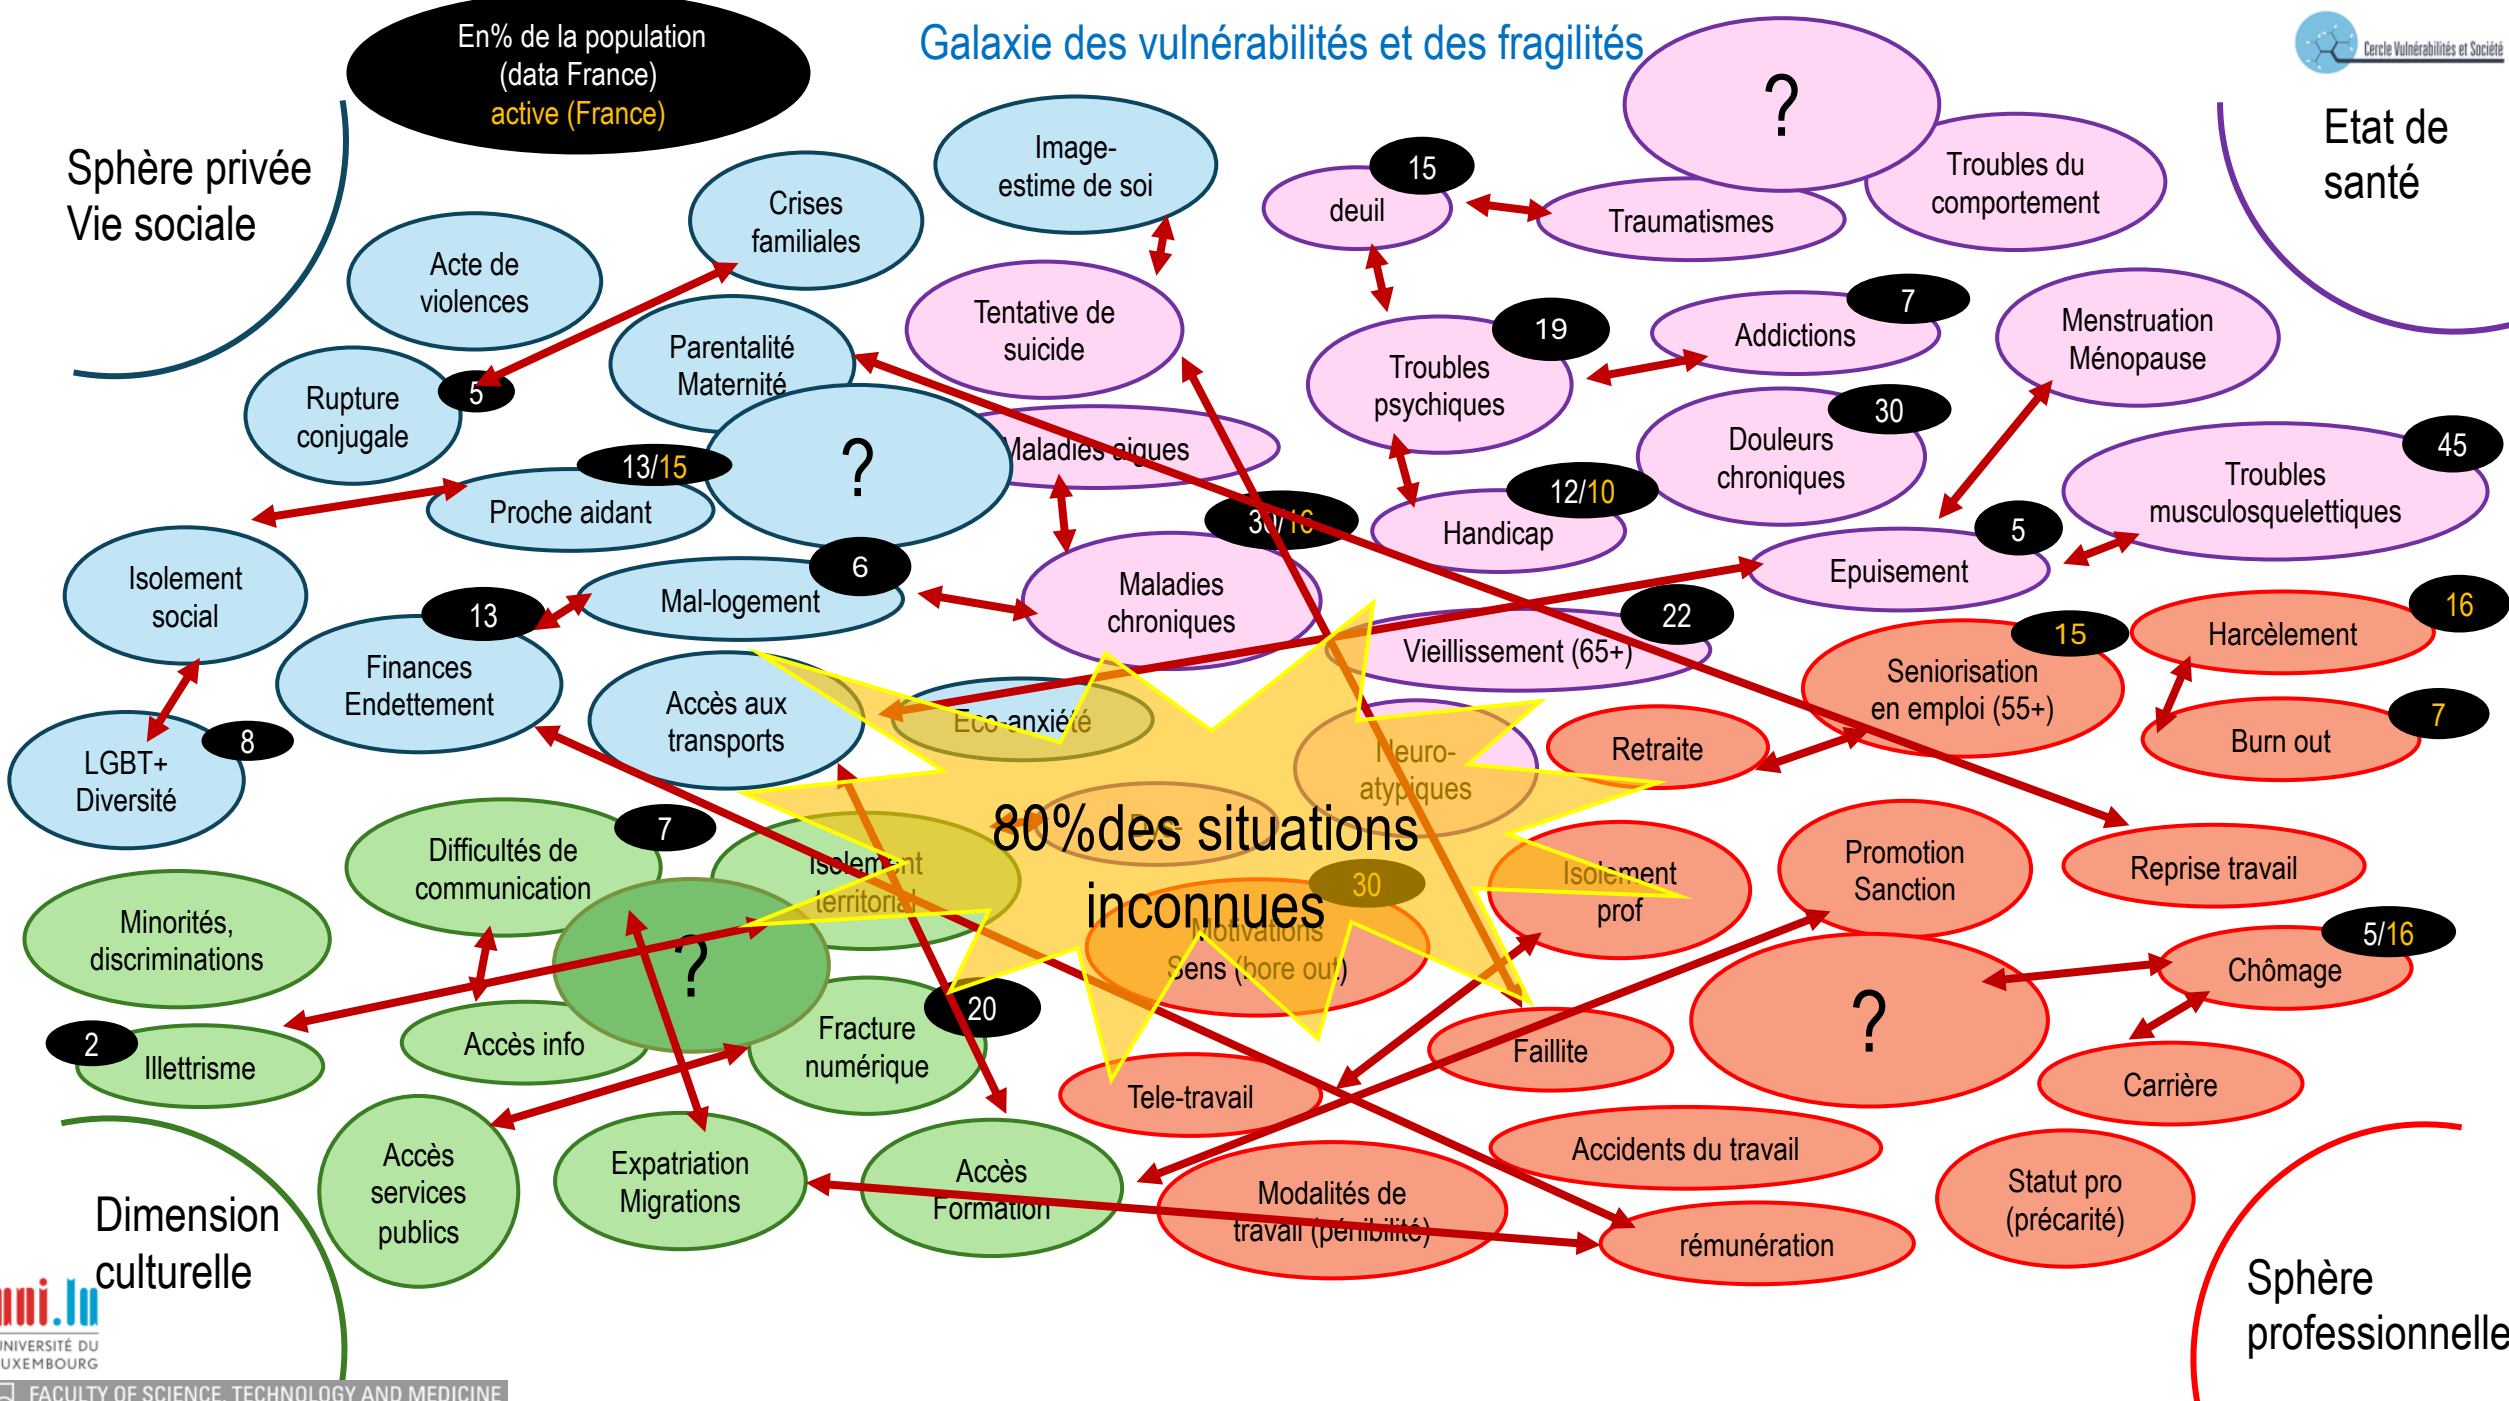 En% de la population
(data France)
active (France)
Galaxie des vulnérabilités et des fragilités
Cercle Vulnérabilités et Société
Sphère privée
Vie sociale
Etat de
santé
?
Image-
estime de soi
15
deuil
Traumatismes
Troubles du
comportement
Crises
familiales
Acte de
violences
Tentative de
suicide
Parentalité
Maternité
19
Troubles
psychiques
7
Addictions
Menstruation
Ménopause
Rupture
conjugale
5
30
Douleurs
chroniques
45
Troubles
musculosquelettiques
13/15
Proche aidant
?
Maladies aigues
30/16
12/10
Handicap
5
Epuisement
Isolement
social
6
Mal-logement
Maladies
chroniques
22
Vieillissement (65+)
15
Seniorisation
en emploi (55+)
16
Harcèlement
13
Finances
Endettement
Accès aux
transports
Eco-anxiété
Neuro-
atypiques
Retraite
7
Burn out
8
LGBT+
Diversité
7
Difficultés de
communication
Isolement
territorial
Dys-
80%des situations
inconnues
30
Motivations
Sens (bore out)
Isolement
prof
Promotion
Sanction
Reprise travail
Minorités,
discriminations
?
5/16
Chômage
2
Illettrisme
Accès info
20
Fracture
numérique
Faillite
?
Tele-travail
Carrière
Accès
services
publics
Expatriation
Migrations
Accès
Formation
Modalités de
travail (pénibilité)
Accidents du travail
rémunération
Statut pro
(précarité)
Dimension
culturelle
Sphère
professionnelle
uni.lu
UNIVERSITÉ DU
LUXEMBOURG
FACULTY OF SCIENCE, TECHNOLOGY AND MEDICINE